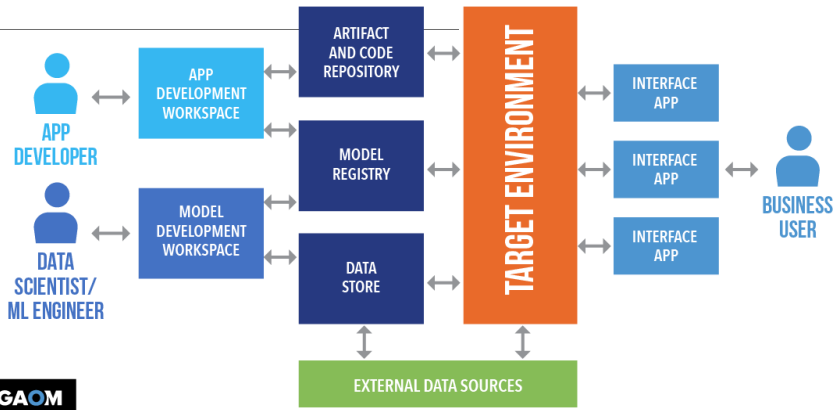 ARTIFACT
AND CODE
REPOSITORY
APP
DEVELOPMENT
WORKSPACE
APP
DEVELOPER
MODEL
REGISTRY
MODEL
DEVELOPMENT
WORKSPACE
DATA
SCIENTIST/
ML ENGINEER
DATA
STORE
TARGET ENVIRONMENT
INTERFACE
APP
INTERFACE
APP
INTERFACE
APP
BUSINESS
USER
EXTERNAL DATA SOURCES
GAOM